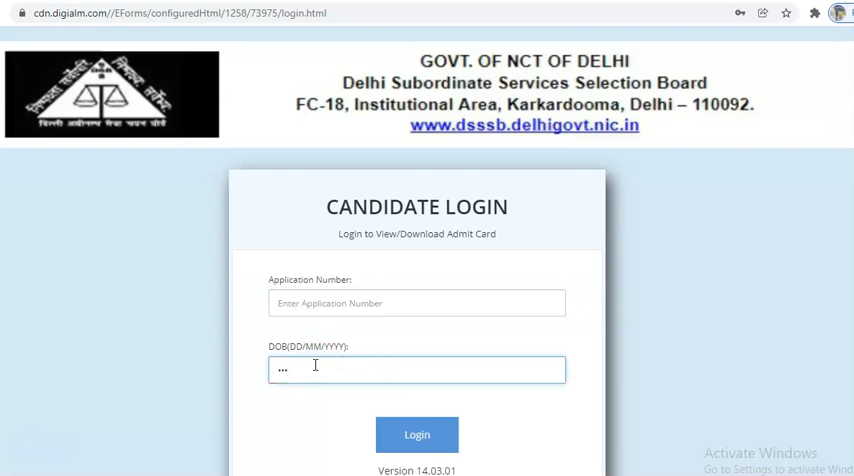 cdn.digialm.com//EForms/configuredHtml/1258/73975/login.html
GOVT. OF NCT OF DELHI
Delhi Subordinate Services Selection Board
FC-18, Institutional Area, Karkardooma, Delhi – 110092.
www.dsssb.delhigovt.nic.in
CANDIDATE LOGIN
Login to View/Download Admit Card
Application Number:
Enter Application Number
DOB(DD/MM/YYYY):
•••
Login
Version 14.03.01
Activate Windows
Go to Settings to activate Wind